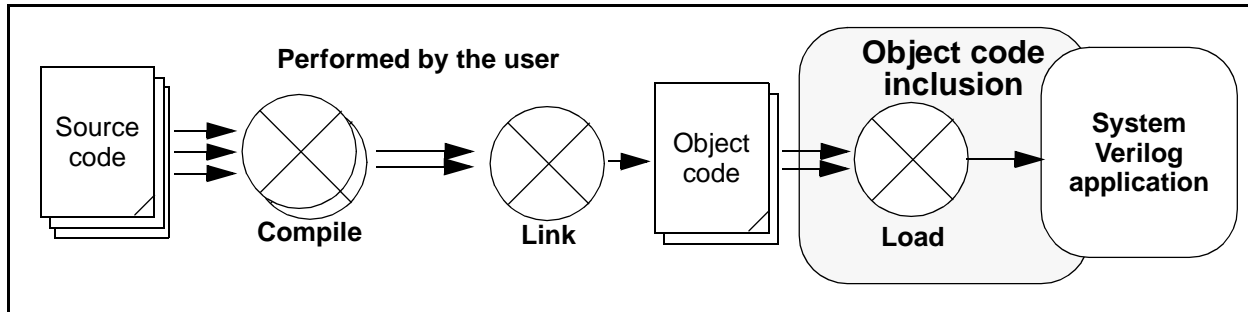 Performed by the user
Object code
inclusion
Source
code
Compile
Link
Object
code
Load
System
Verilog
application